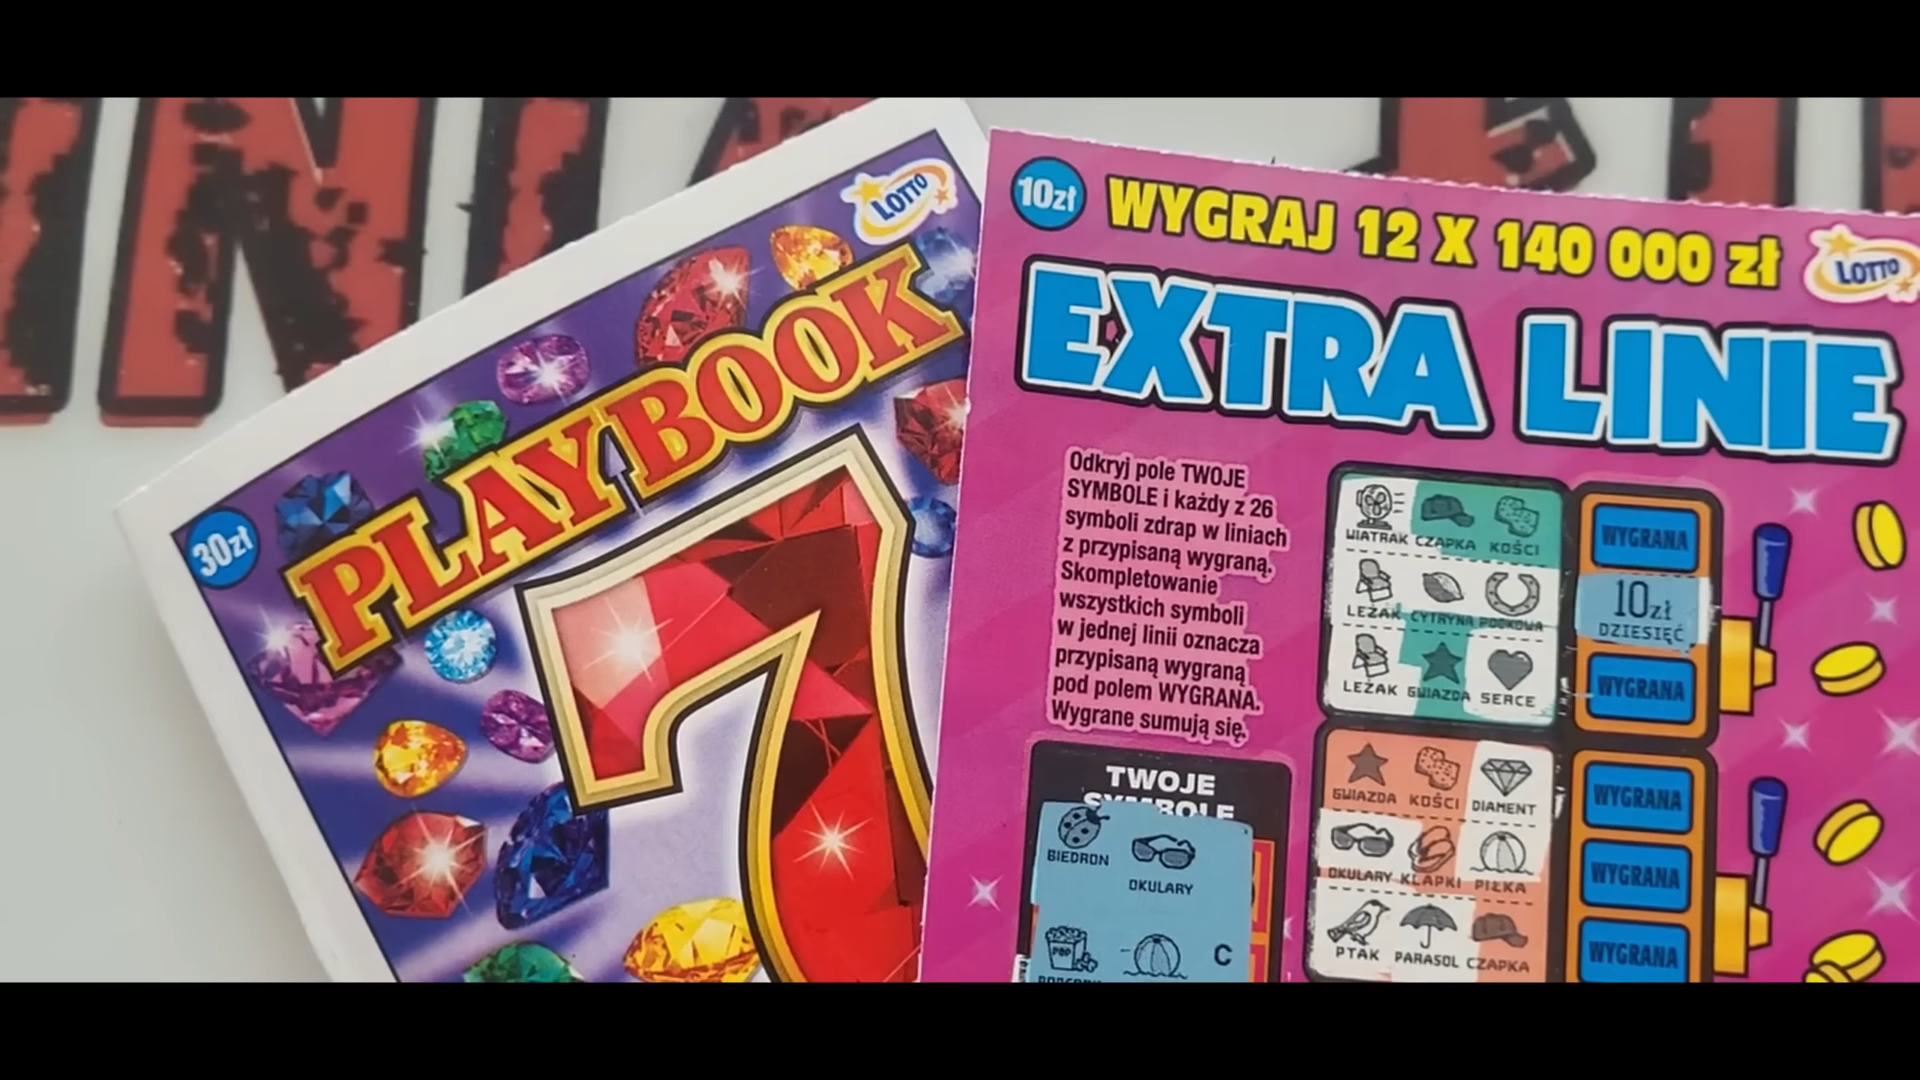 LOTTO
PLAYBOOK
30zł
7
10zł
WYGRAJ 12 X 140 000 zł
LOTTO
EXTRA LINIE
Odkryj pole TWOJE
SYMBOLE i każdy z 26
symboli zdrap w liniach
z przypisaną wygraną.
Skompletowanie
wszystkich symboli
w jednej linii oznacza
przypisaną wygraną
pod polem WYGRANA.
Wygrane sumują się.
WIATRAK CZAPKA KOŚCI
WYGRANA
LEŻAK CYTRYNA PODKOWA
10zł
DZIESIĘĆ
LEŻAK GWIAZDA SERCE
WYGRANA
GWIAZDA KOŚCI DIAMENT
WYGRANA
OKULARY KLAPKI PIŁKA
WYGRANA
PTAK PARASOL CZAPKA
WYGRANA
TWOJE
SYMBOLE
BIEDRON
OKULARY
POP
C